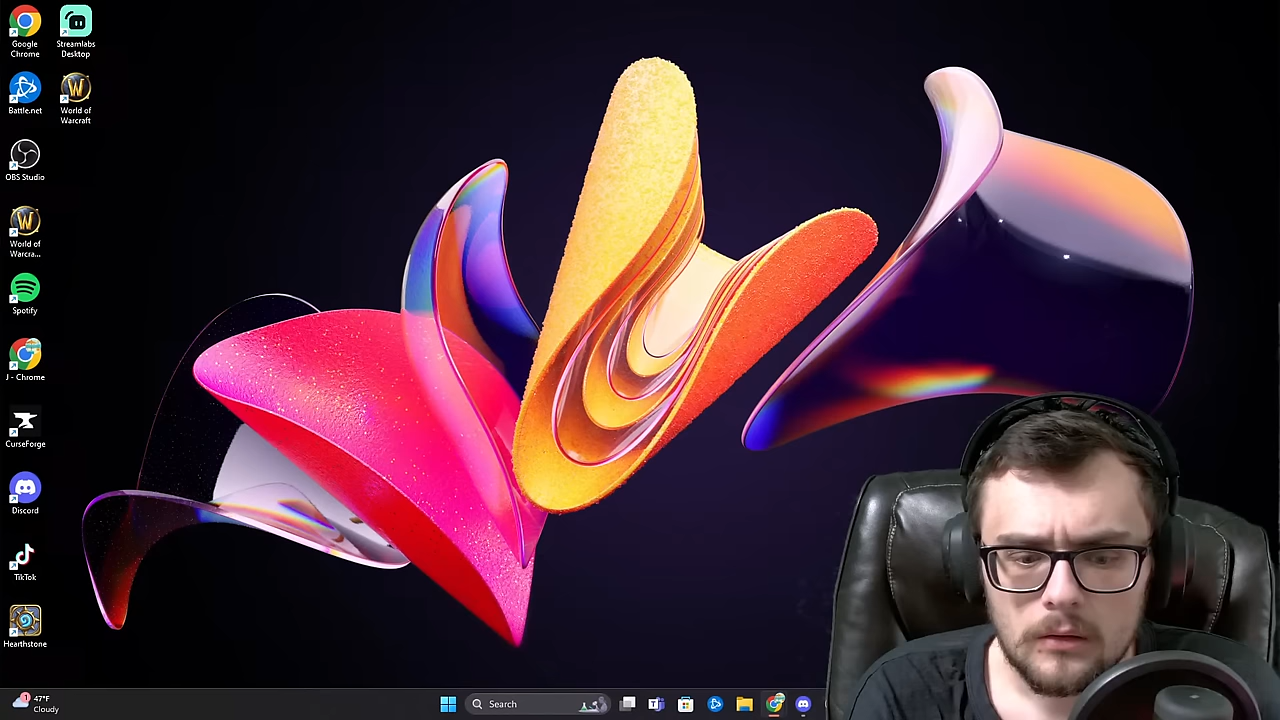 Google
Chrome
Streamlabs
Desktop
Battle.net
World of
Warcraft
OBS Studio
World of
Warcra...
Spotify
J - Chrome
CurseForge
Discord
TikTok
Hearthstone
1
47°F
Cloudy
Search